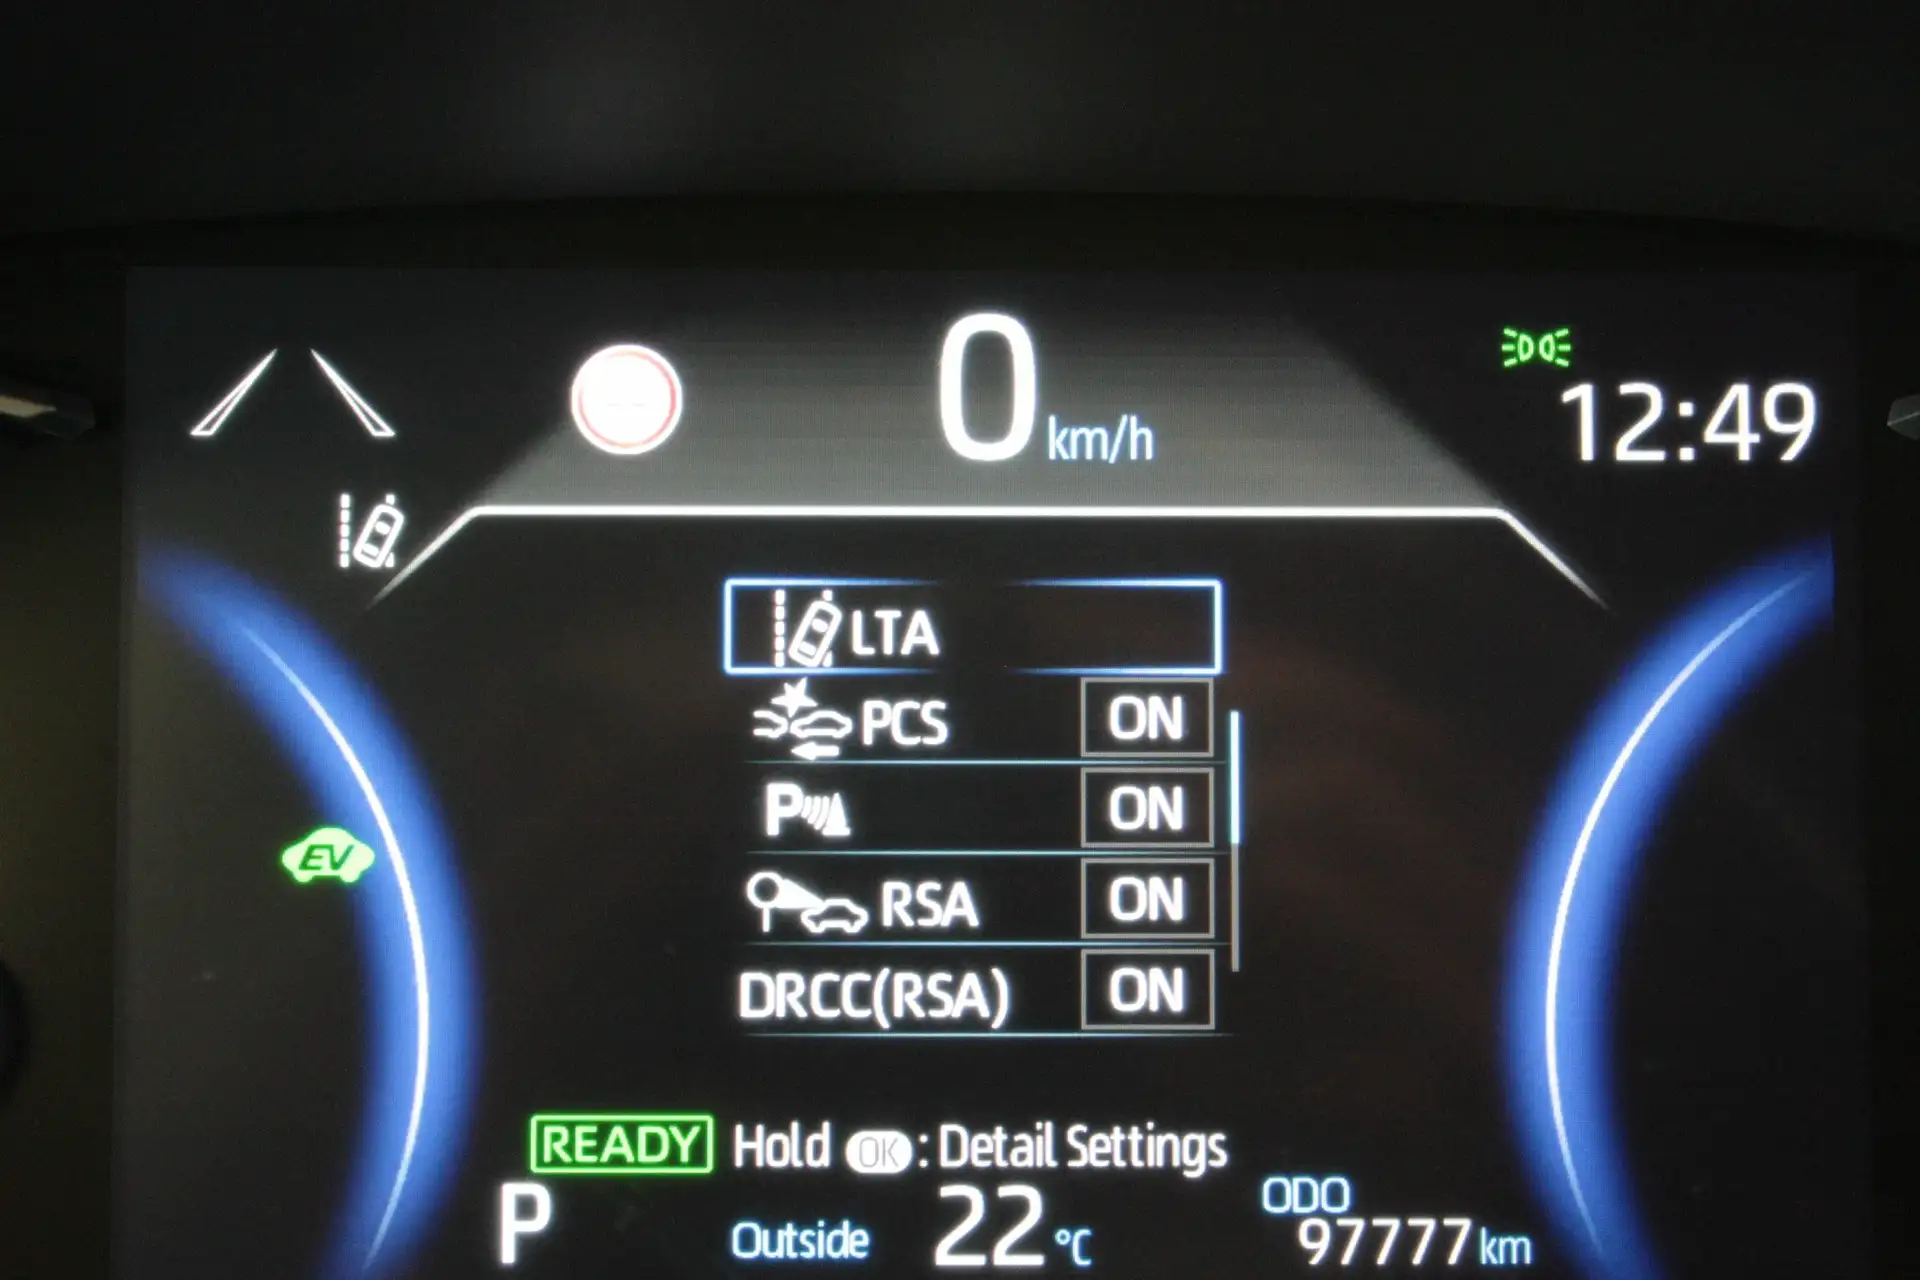 0 km/h
12:49
LTA
PCS ON
P ON
RSA ON
DRCC(RSA) ON
EV
READY Hold OK : Detail Settings
P Outside 22 °C ODO 97777 km